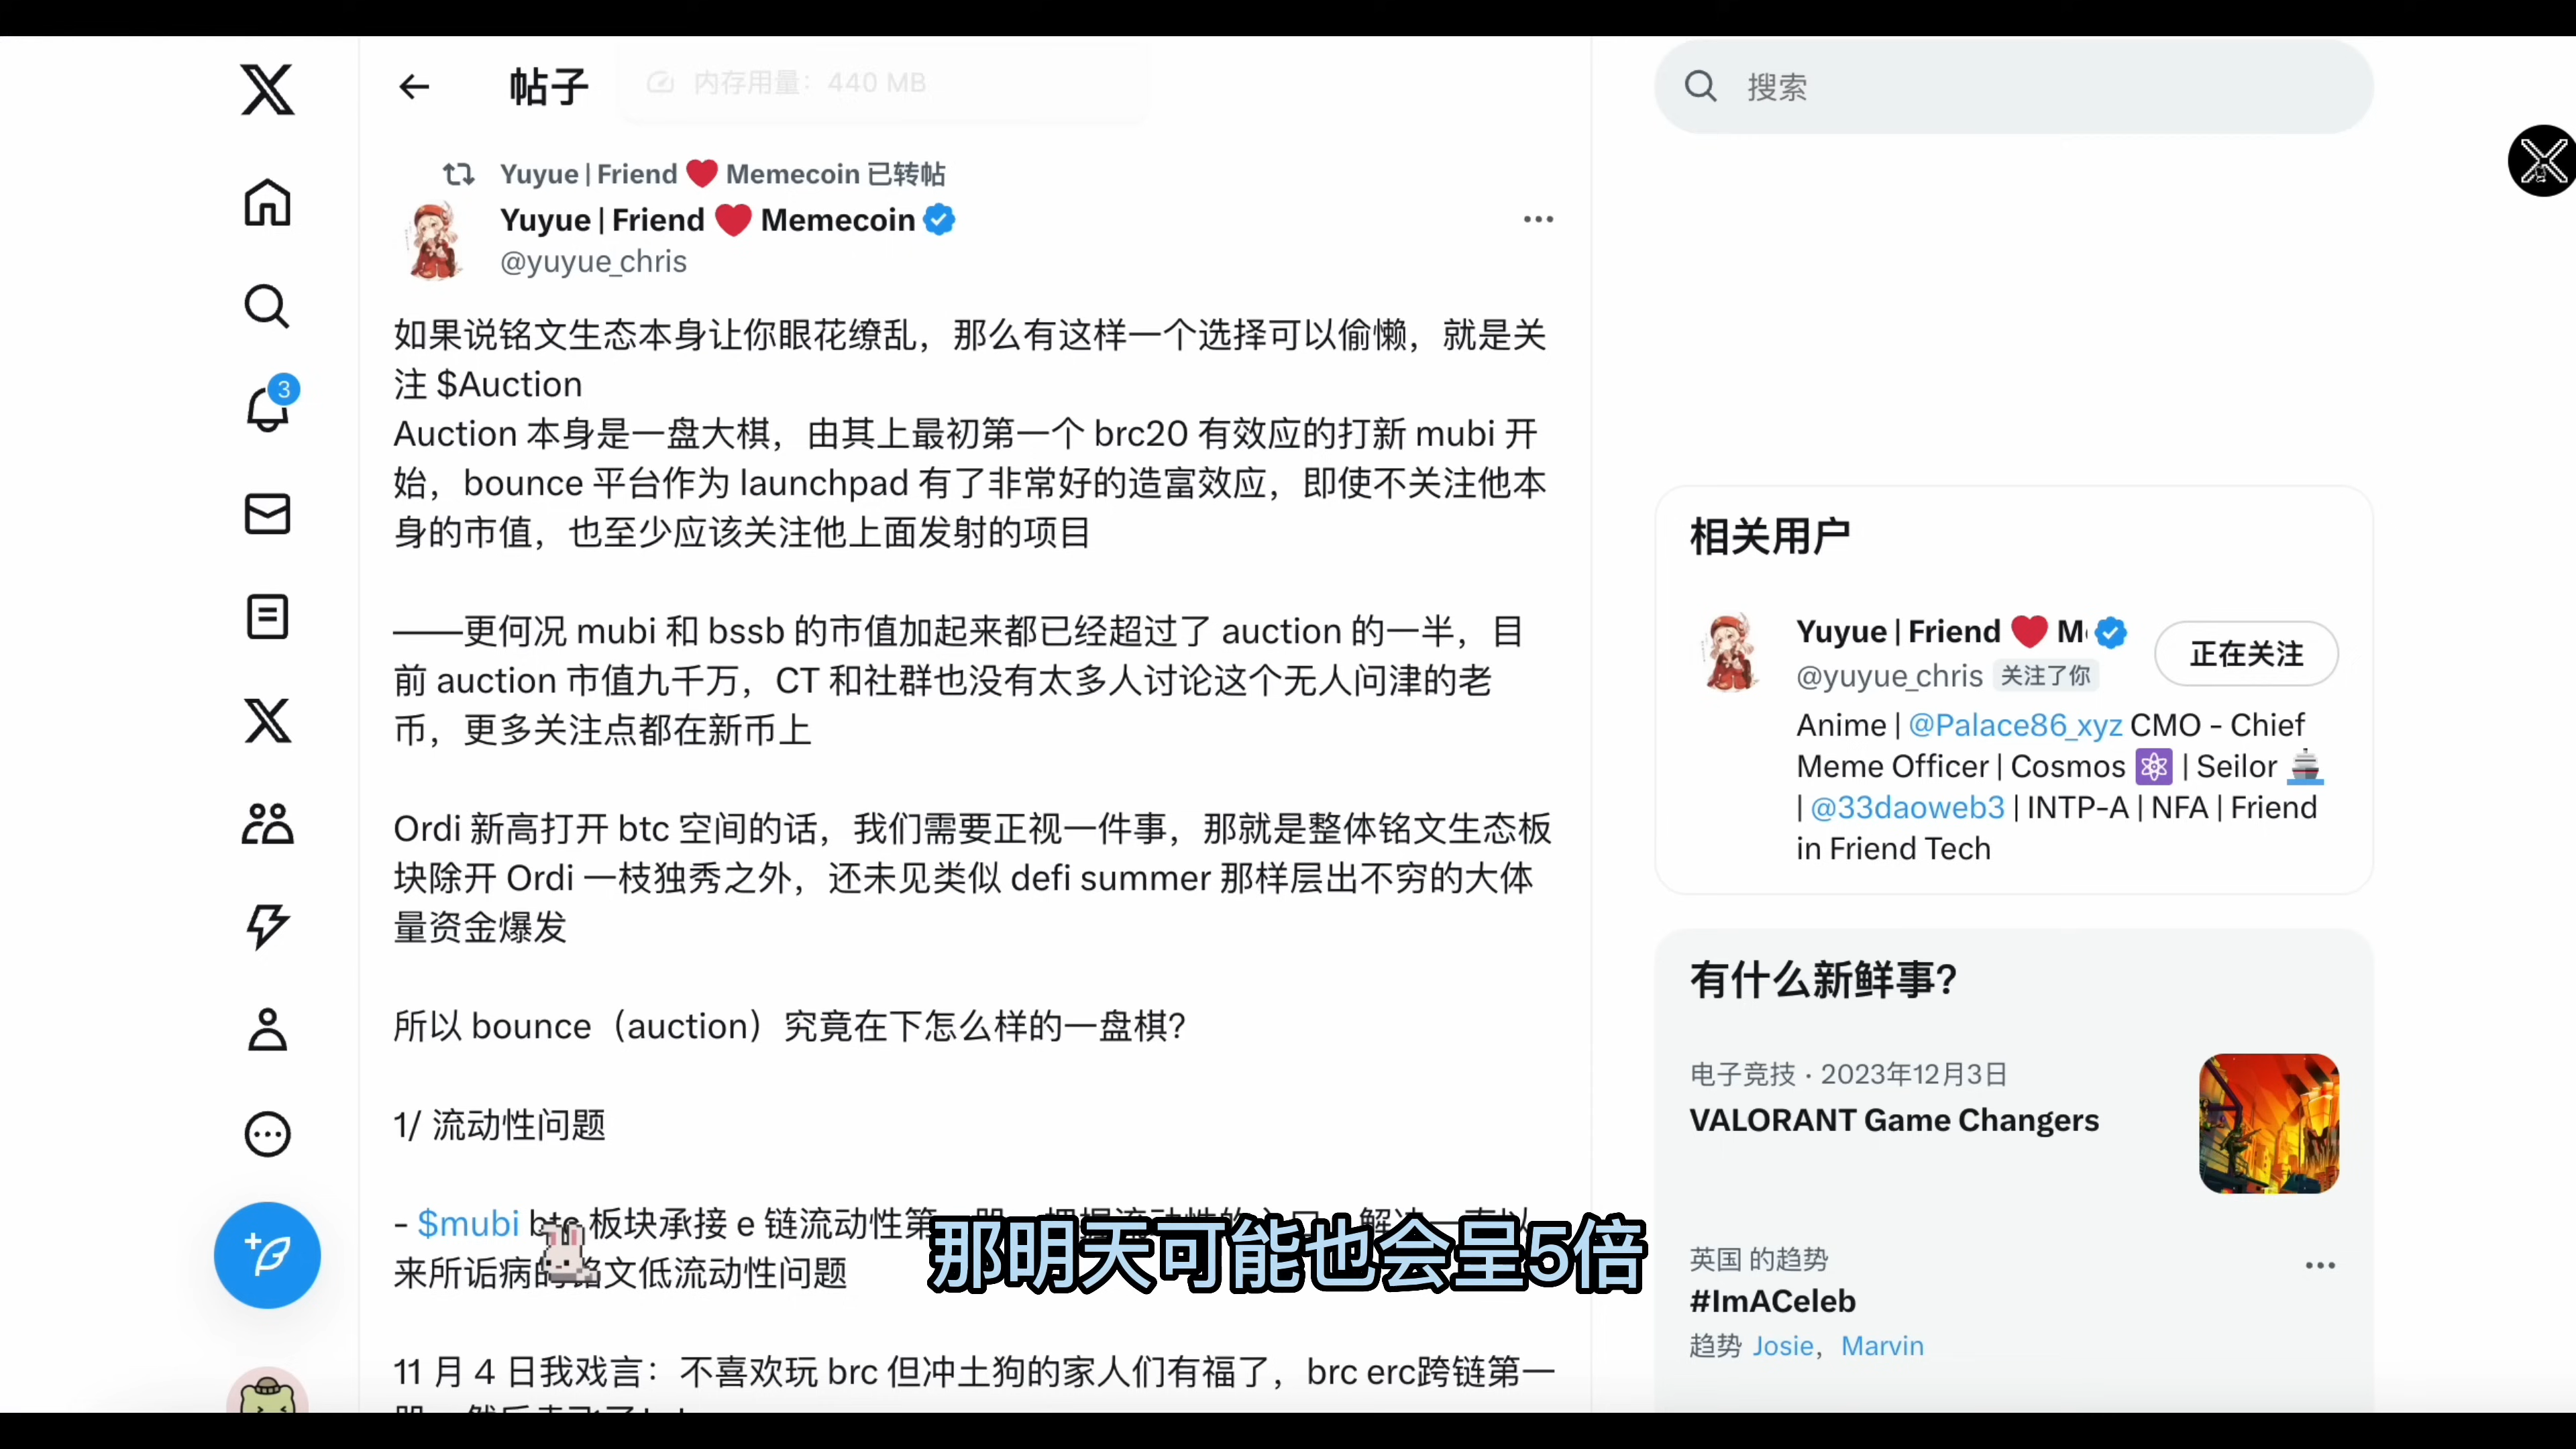 帖子
内存用量：440 MB
搜索
Yuyue | Friend ❤️ Memecoin 已转帖
Yuyue | Friend ❤️ Memecoin
@yuyue_chris
3
如果说铭文生态本身让你眼花缭乱，那么有这样一个选择可以偷懒，就是关
注 $Auction
Auction 本身是一盘大棋，由其上最初第一个 brc20 有效应的打新 mubi 开
始，bounce 平台作为 launchpad 有了非常好的造富效应，即使不关注他本
身的市值，也至少应该关注他上面发射的项目
——更何况 mubi 和 bssb 的市值加起来都已经超过了 auction 的一半，目
前 auction 市值九千万，CT 和社群也没有太多人讨论这个无人问津的老
币，更多关注点都在新币上
Ordi 新高打开 btc 空间的话，我们需要正视一件事，那就是整体铭文生态板
块除开 Ordi 一枝独秀之外，还未见类似 defi summer 那样层出不穷的大体
量资金爆发
所以 bounce（auction）究竟在下怎么样的一盘棋？
1/ 流动性问题
- $mubi btc 板块承接 e 链流动性第
来所诟病的铭文低流动性问题
11 月 4 日我戏言：不喜欢玩 brc 但冲土狗的家人们有福了，brc erc跨链第一
那明天可能也会呈5倍
相关用户
Yuyue | Friend ❤️ M
@yuyue_chris 关注了你
正在关注
Anime | @Palace86_xyz CMO - Chief
Meme Officer | Cosmos ⚛️ | Seilor 🚢
| @33daoweb3 | INTP-A | NFA | Friend
in Friend Tech
有什么新鲜事？
电子竞技 · 2023年12月3日
VALORANT Game Changers
英国 的趋势
#ImACeleb
趋势 Josie，Marvin